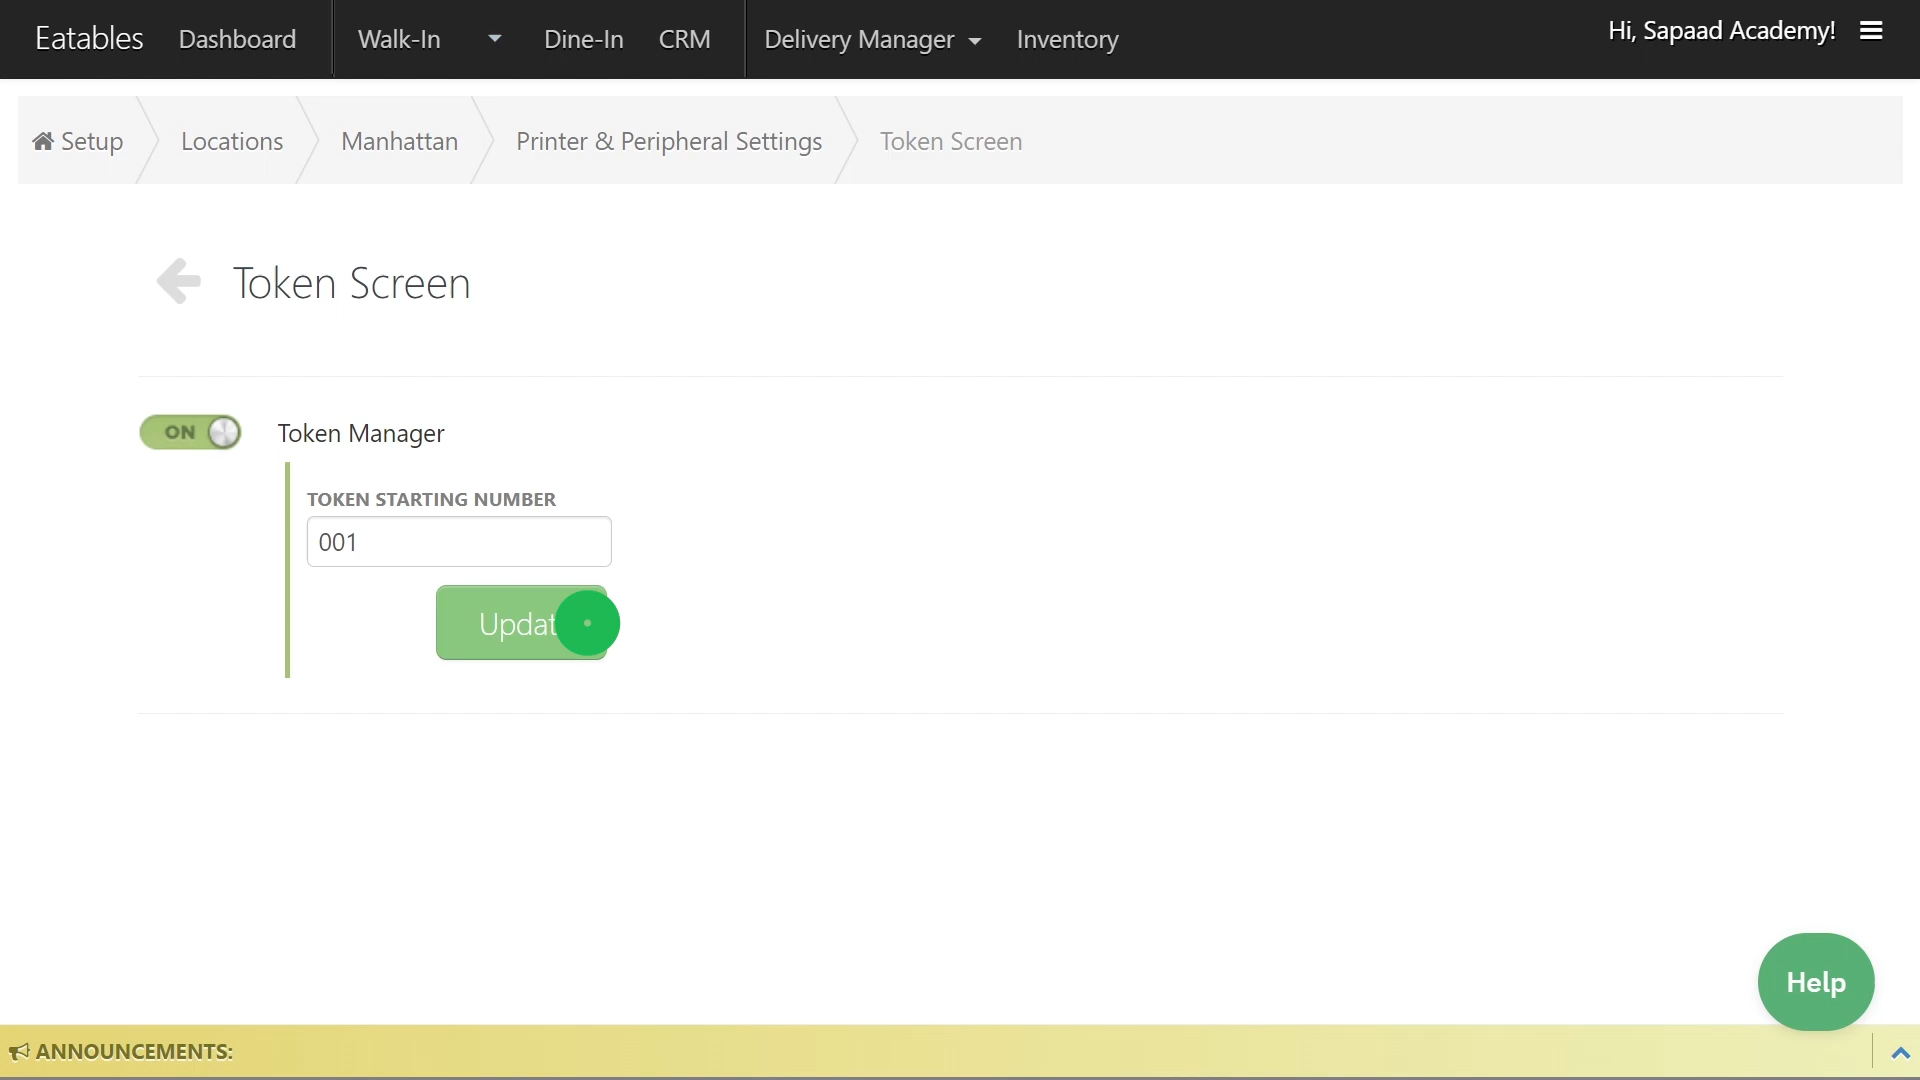 Eatables Dashboard Walk-In Dine-In CRM Delivery Manager Inventory Hi, Sapaad Academy!
Setup Locations Manhattan Printer & Peripheral Settings Token Screen
Token Screen
ON Token Manager
TOKEN STARTING NUMBER
001
Updat
Help
ANNOUNCEMENTS: